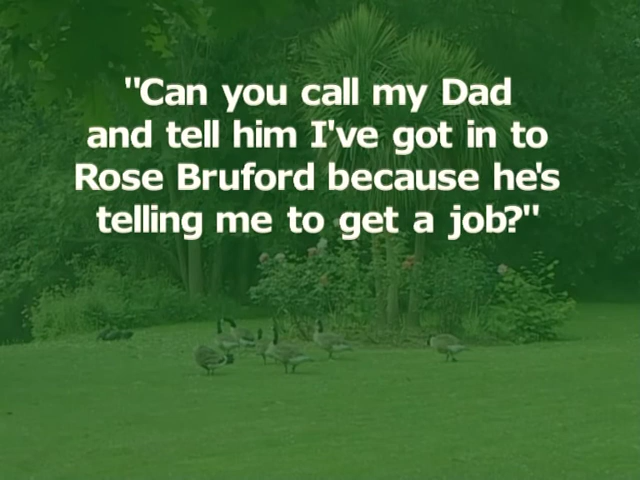 "Can you call my Dad
and tell him I've got in to
Rose Bruford because he's
telling me to get a job?"